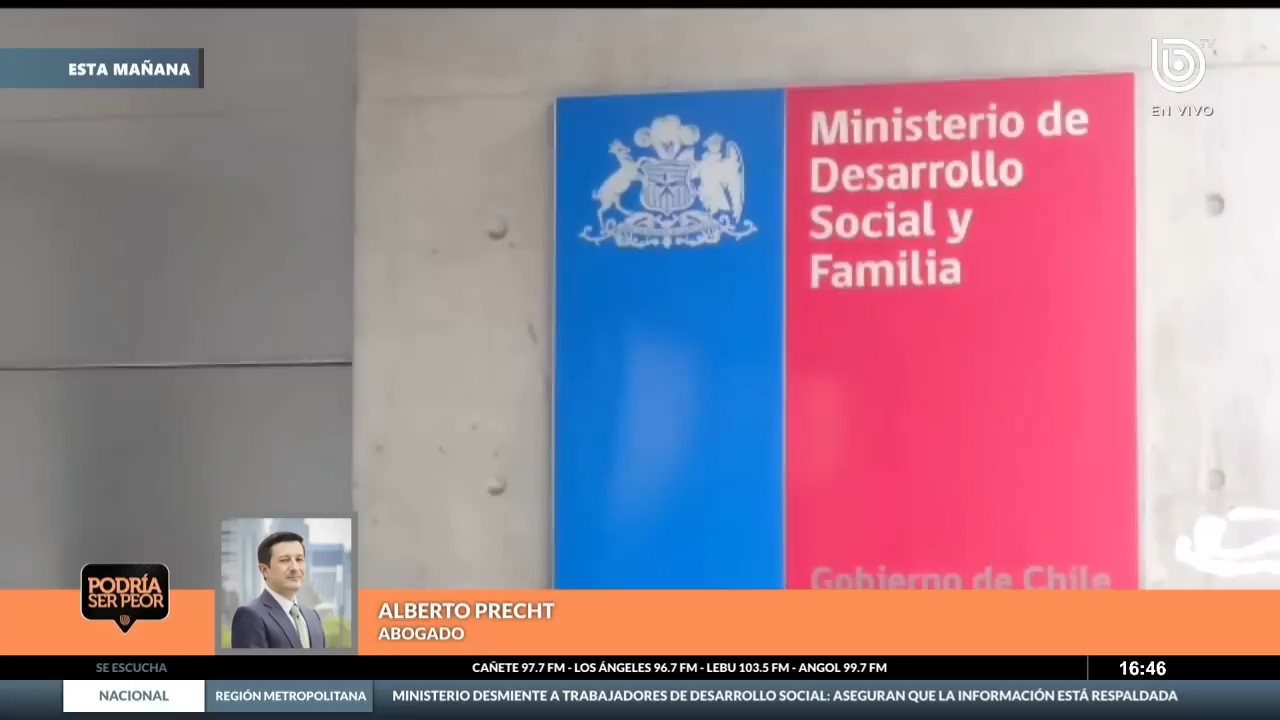 ESTA MAÑANA
TV
EN VIVO
Ministerio de
Desarrollo
Social y
Familia
Gobierno de Chile
PODRÍA
SER PEOR
ALBERTO PRECHT
ABOGADO
SE ESCUCHA
CAÑETE 97.7 FM - LOS ÁNGELES 96.7 FM - LEBU 103.5 FM - ANGOL 99.7 FM
16:46
NACIONAL
REGIÓN METROPOLITANA
MINISTERIO DESMIENTE A TRABAJADORES DE DESARROLLO SOCIAL: ASEGURAN QUE LA INFORMACIÓN ESTÁ RESPALDADA